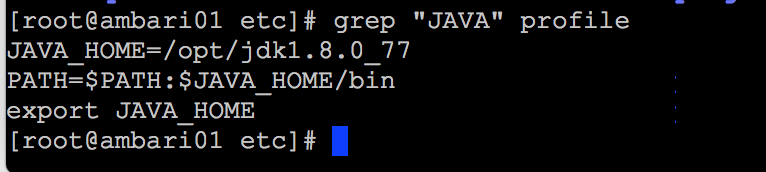 [root@ambari01 etc]# grep "JAVA" profile
JAVA_HOME=/opt/jdk1.8.0_77
PATH=$PATH:$JAVA_HOME/bin
export JAVA_HOME
[root@ambari01 etc]#